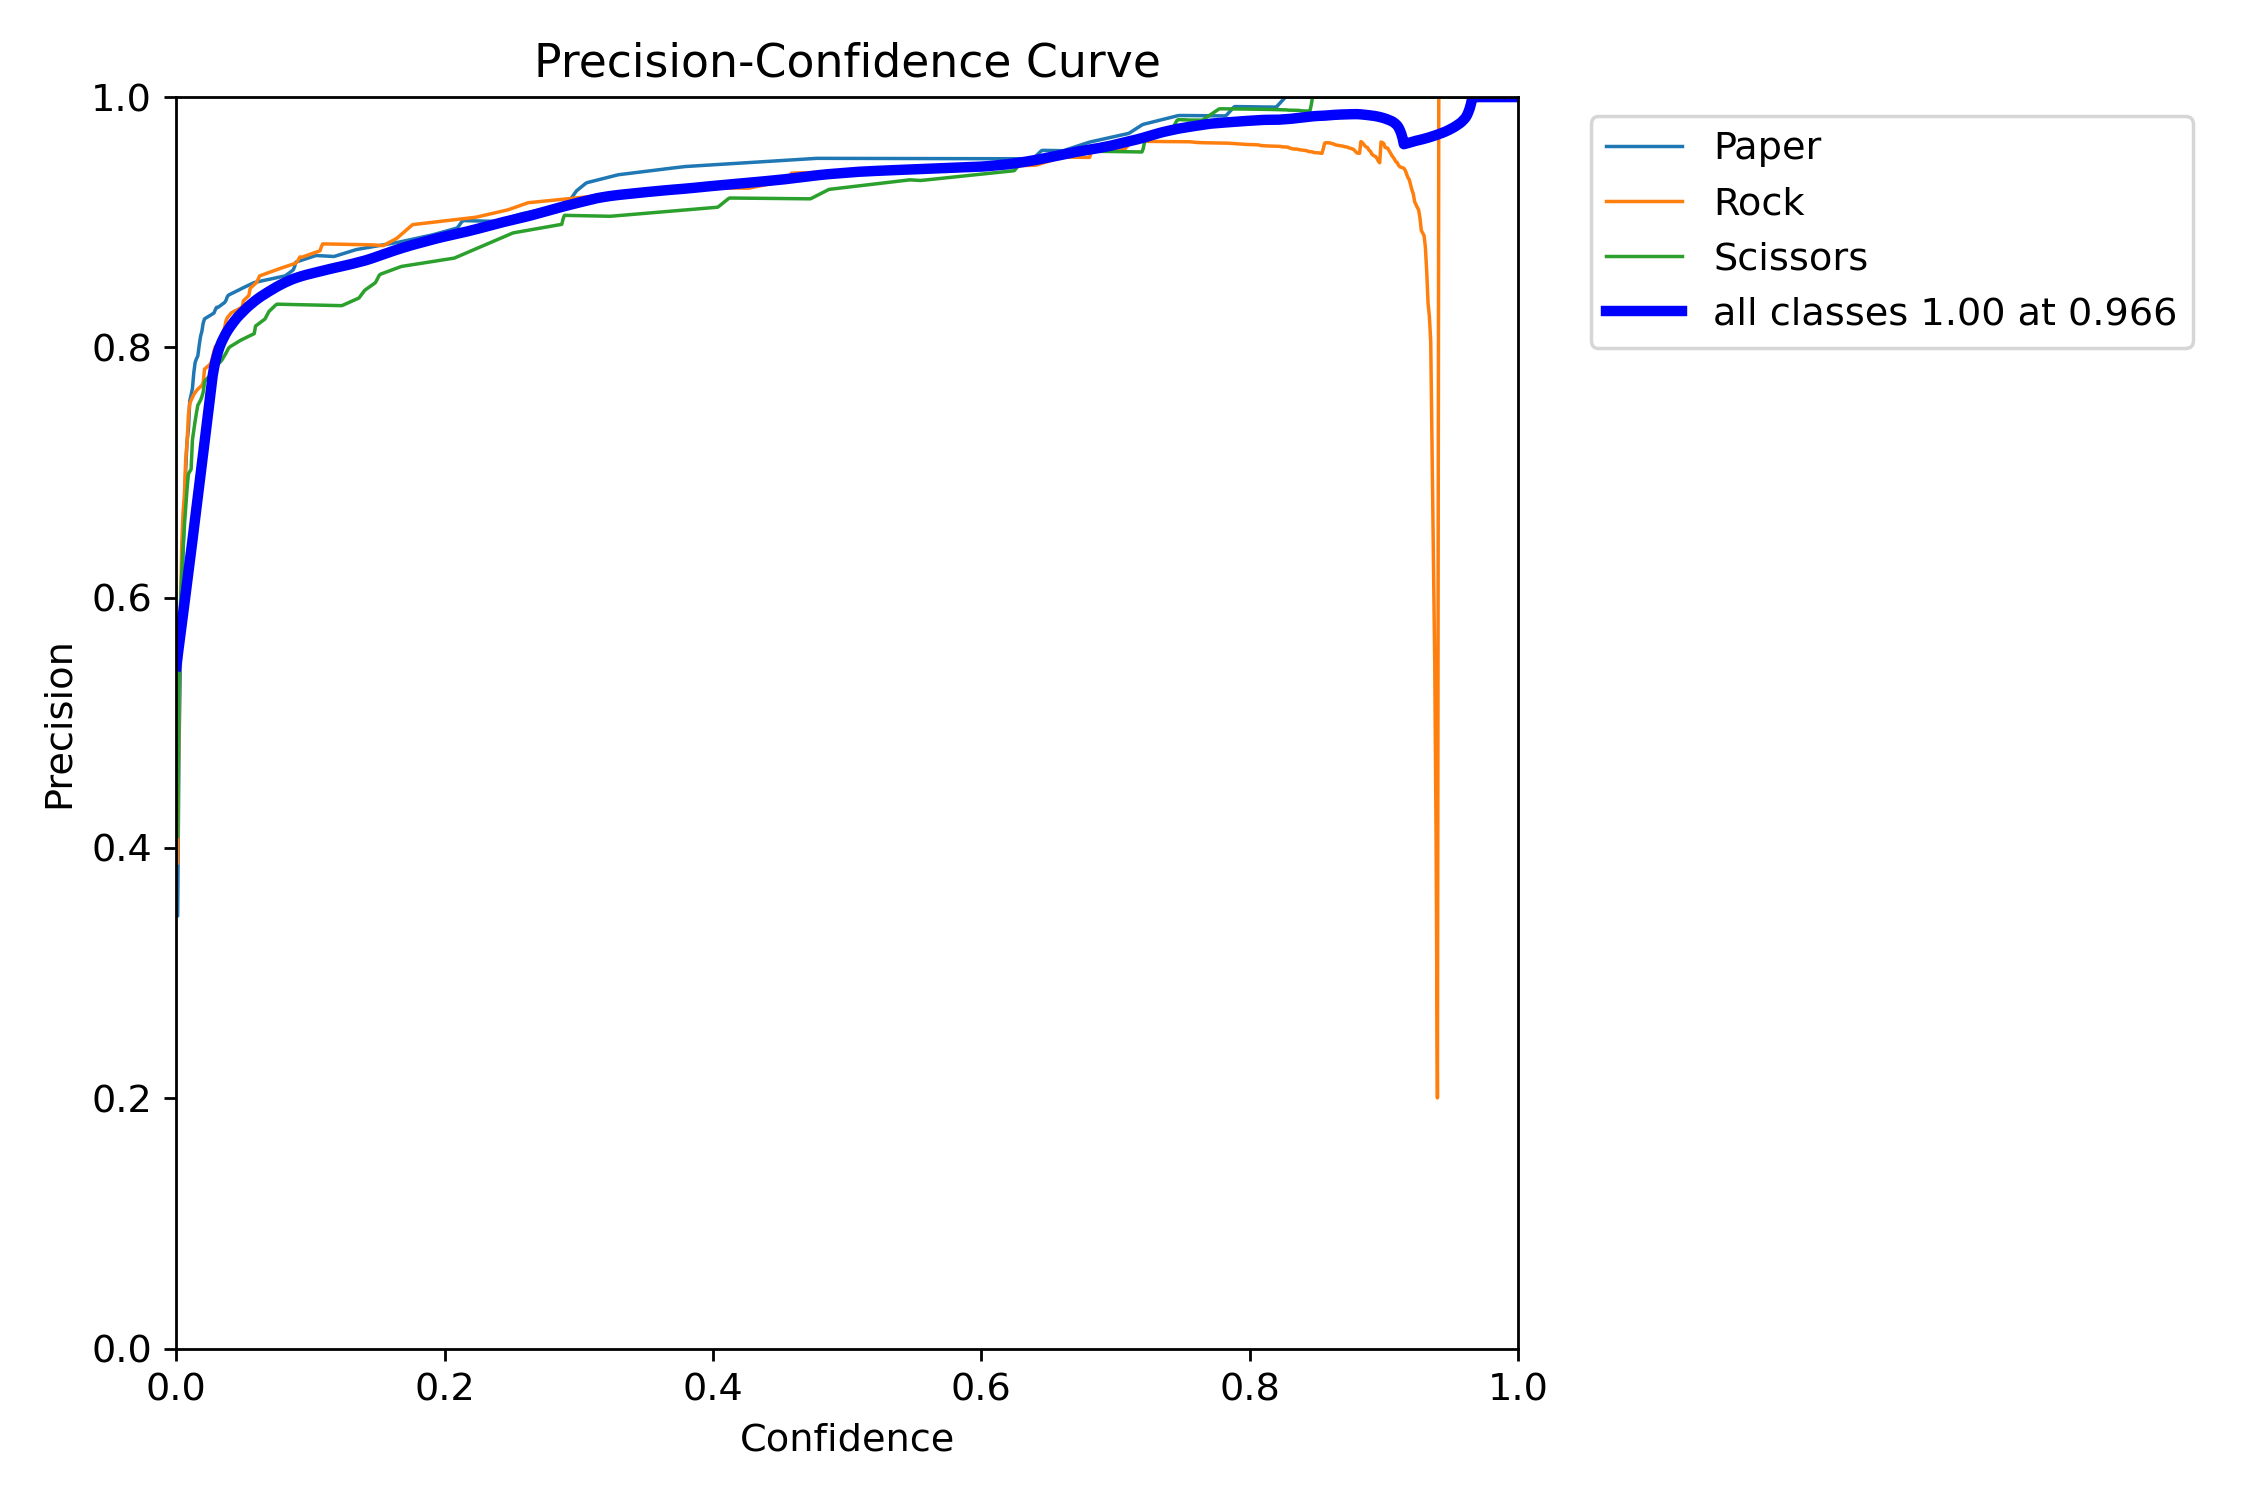 Precision-Confidence Curve
1.0
0.8
0.6
0.4
0.2
0.0
Precision
0.0 0.2 0.4 0.6 0.8 1.0
Confidence
Paper
Rock
Scissors
all classes 1.00 at 0.966